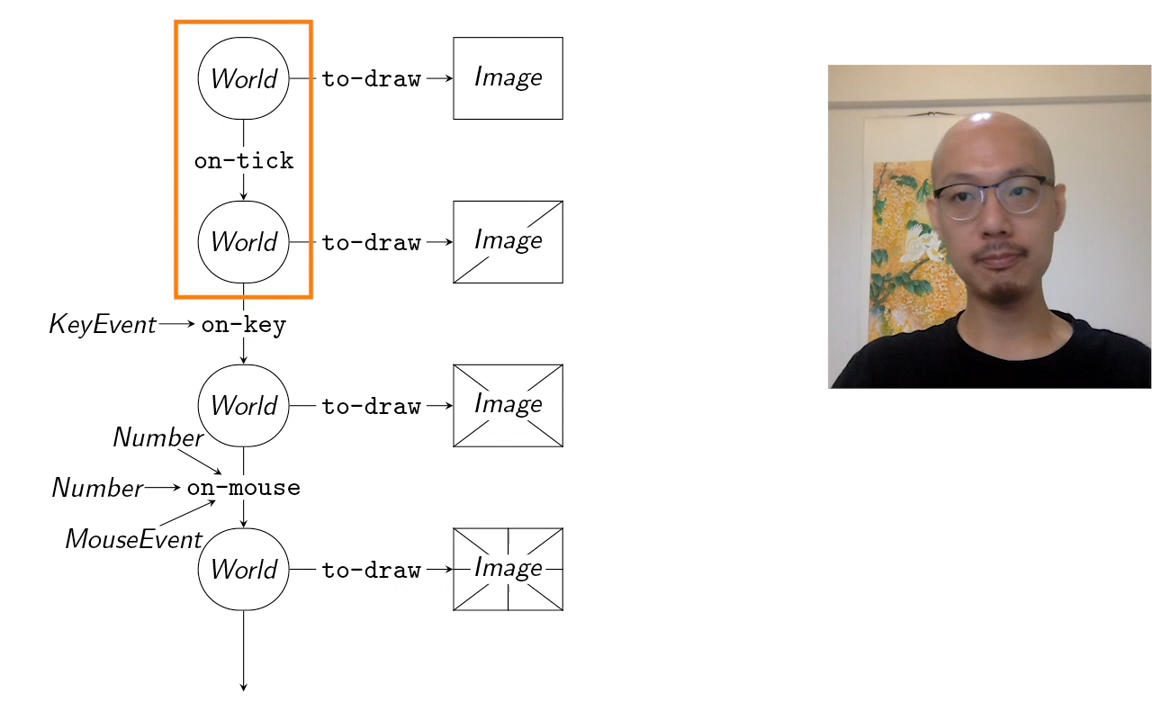 World to-draw Image
on-tick
World to-draw Image
KeyEvent on-key
World to-draw Image
Number
Number on-mouse
MouseEvent
World to-draw Image